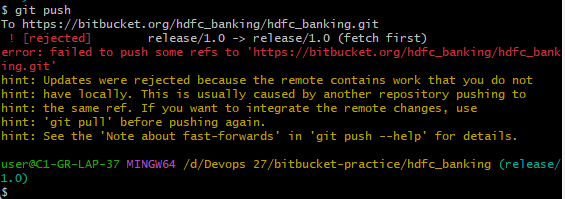 $ git push
To https://bitbucket.org/hdfc_banking/hdfc_banking.git
 ! [rejected]        release/1.0 -> release/1.0 (fetch first)
error: failed to push some refs to 'https://bitbucket.org/hdfc_banking/hdfc_bank
ing.git'
hint: Updates were rejected because the remote contains work that you do not
hint: have locally. This is usually caused by another repository pushing to
hint: the same ref. If you want to integrate the remote changes, use
hint: 'git pull' before pushing again.
hint: See the 'Note about fast-forwards' in 'git push --help' for details.
user@C1-GR-LAP-37 MINGW64 /d/Devops 27/bitbucket-practice/hdfc_banking (release/
1.0)
$